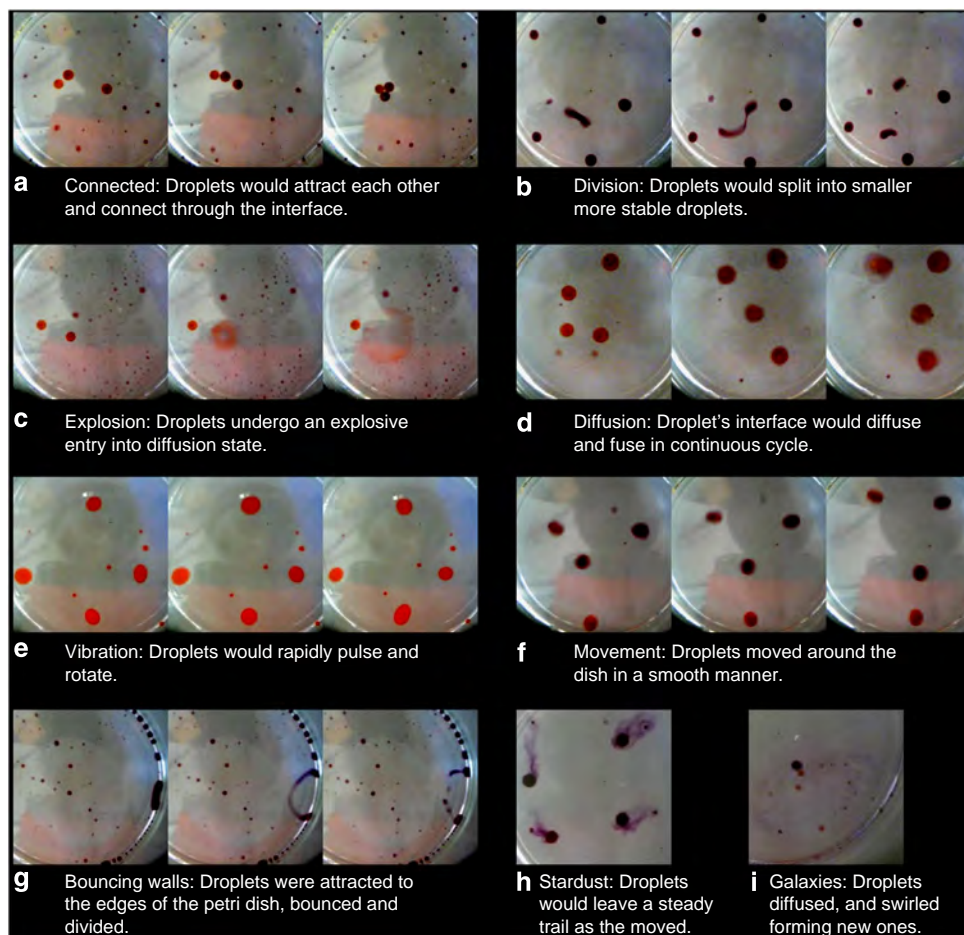 a Connected: Droplets would attract each other
and connect through the interface.
b Division: Droplets would split into smaller
more stable droplets.
c Explosion: Droplets undergo an explosive
entry into diffusion state.
d Diffusion: Droplet's interface would diffuse
and fuse in continuous cycle.
e Vibration: Droplets would rapidly pulse and
rotate.
f Movement: Droplets moved around the
dish in a smooth manner.
g Bouncing walls: Droplets were attracted to
the edges of the petri dish, bounced and
divided.
h Stardust: Droplets
would leave a steady
trail as the moved.
i Galaxies: Droplets
diffused, and swirled
forming new ones.